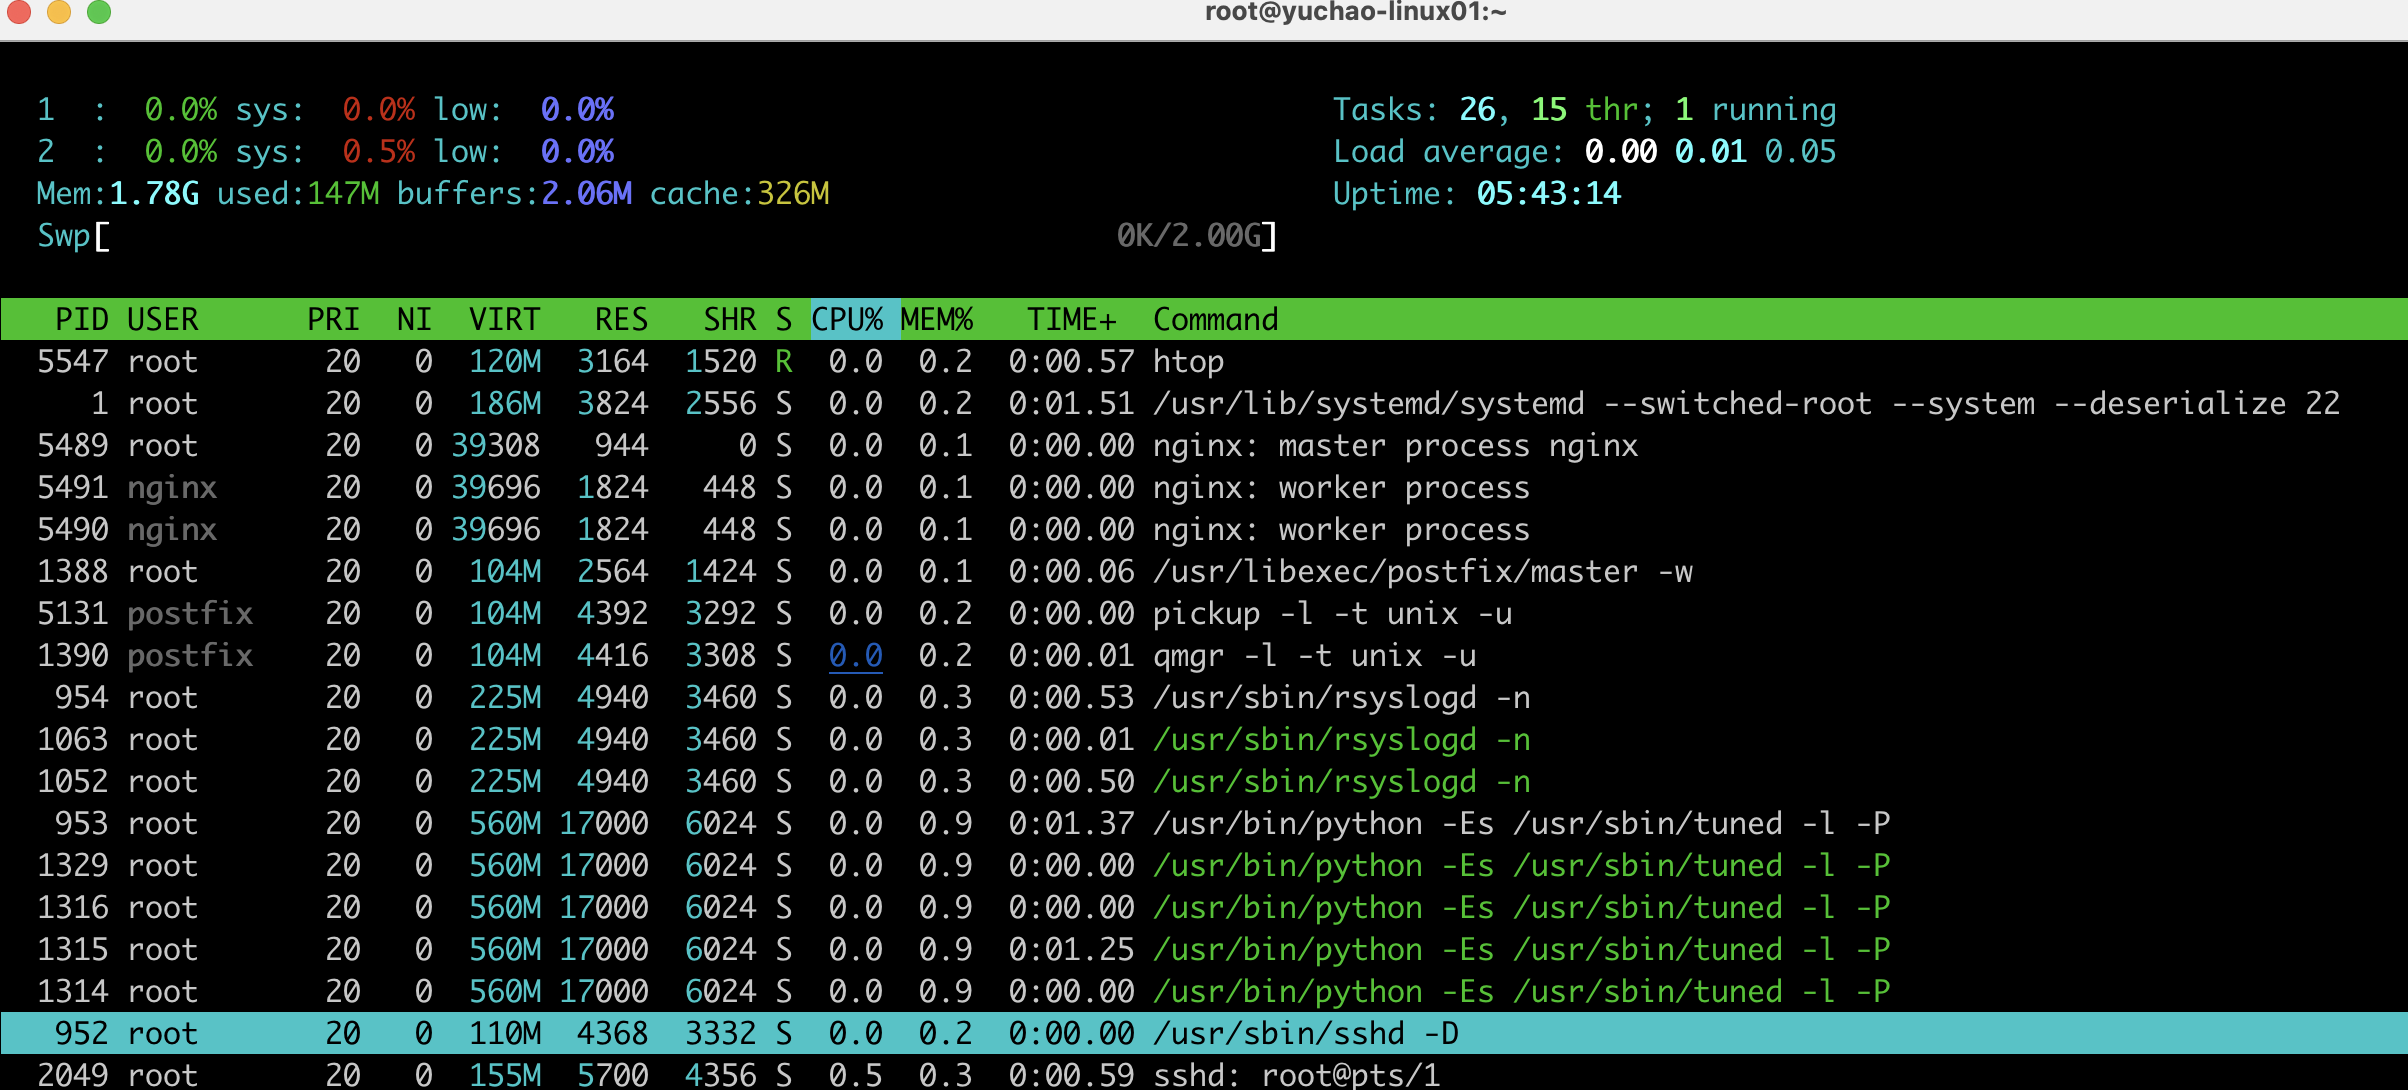 root@yuchao-linux01:~
1  :  0.0% sys:  0.0% low:  0.0%
Tasks: 26, 15 thr; 1 running
2  :  0.0% sys:  0.5% low:  0.0%
Load average: 0.00 0.01 0.05
Mem:1.78G used:147M buffers:2.06M cache:326M
Uptime: 05:43:14
Swp[ 0K/2.00G]
PID USER PRI NI VIRT RES SHR S CPU% MEM% TIME+ Command
5547 root 20 0 120M 3164 1520 R 0.0 0.2 0:00.57 htop
1 root 20 0 186M 3824 2556 S 0.0 0.2 0:01.51 /usr/lib/systemd/systemd --switched-root --system --deserialize 22
5489 root 20 0 39308 944 0 S 0.0 0.1 0:00.00 nginx: master process nginx
5491 nginx 20 0 39696 1824 448 S 0.0 0.1 0:00.00 nginx: worker process
5490 nginx 20 0 39696 1824 448 S 0.0 0.1 0:00.00 nginx: worker process
1388 root 20 0 104M 2564 1424 S 0.0 0.1 0:00.06 /usr/libexec/postfix/master -w
5131 postfix 20 0 104M 4392 3292 S 0.0 0.2 0:00.00 pickup -l -t unix -u
1390 postfix 20 0 104M 4416 3308 S 0.0 0.2 0:00.01 qmgr -l -t unix -u
954 root 20 0 225M 4940 3460 S 0.0 0.3 0:00.53 /usr/sbin/rsyslogd -n
1063 root 20 0 225M 4940 3460 S 0.0 0.3 0:00.01 /usr/sbin/rsyslogd -n
1052 root 20 0 225M 4940 3460 S 0.0 0.3 0:00.50 /usr/sbin/rsyslogd -n
953 root 20 0 560M 17000 6024 S 0.0 0.9 0:01.37 /usr/bin/python -Es /usr/sbin/tuned -l -P
1329 root 20 0 560M 17000 6024 S 0.0 0.9 0:00.00 /usr/bin/python -Es /usr/sbin/tuned -l -P
1316 root 20 0 560M 17000 6024 S 0.0 0.9 0:00.00 /usr/bin/python -Es /usr/sbin/tuned -l -P
1315 root 20 0 560M 17000 6024 S 0.0 0.9 0:01.25 /usr/bin/python -Es /usr/sbin/tuned -l -P
1314 root 20 0 560M 17000 6024 S 0.0 0.9 0:00.00 /usr/bin/python -Es /usr/sbin/tuned -l -P
952 root 20 0 110M 4368 3332 S 0.0 0.2 0:00.00 /usr/sbin/sshd -D
2049 root 20 0 155M 5700 4356 S 0.5 0.3 0:00.59 sshd: root@pts/1